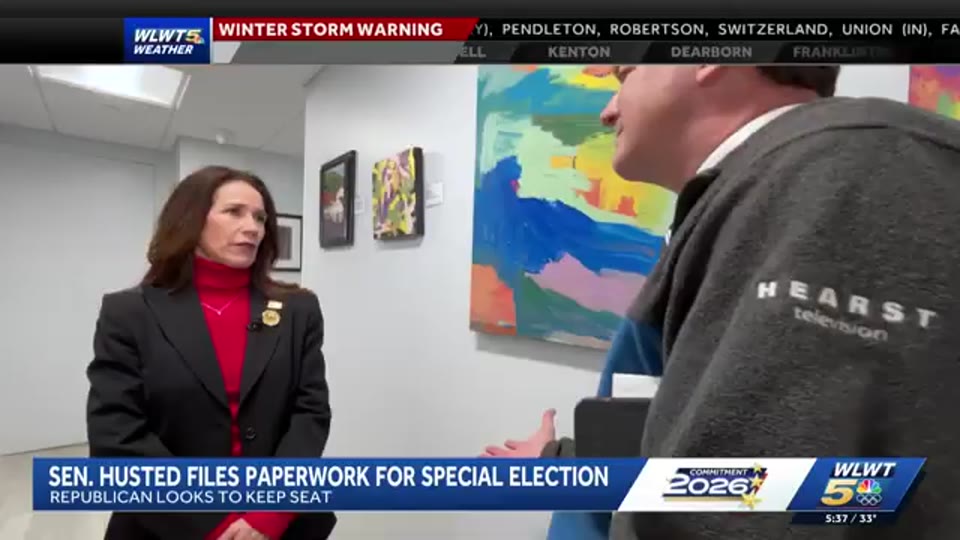 WLWT5
WEATHER
WINTER STORM WARNING
PENDLETON, ROBERTSON, SWITZERLAND, UNION (IN), FA
KENTON
DEARBORN
FRANKLIN
HEARST
television
SEN. HUSTED FILES PAPERWORK FOR SPECIAL ELECTION
REPUBLICAN LOOKS TO KEEP SEAT
COMMITMENT
2026
WLWT
5
5:37 / 33°